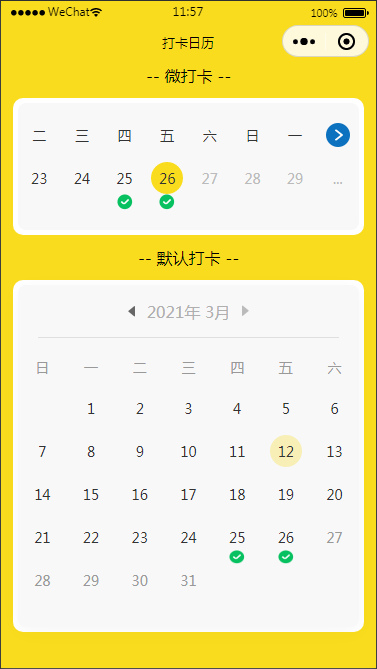 WeChat 11:57 100%
打卡日历
-- 微打卡 --
二 三 四 五 六 日 一
23 24 25 26 27 28 29 ...
-- 默认打卡 --
2021年 3月
日 一 二 三 四 五 六
1 2 3 4 5 6
7 8 9 10 11 12 13
14 15 16 17 18 19 20
21 22 23 24 25 26 27
28 29 30 31